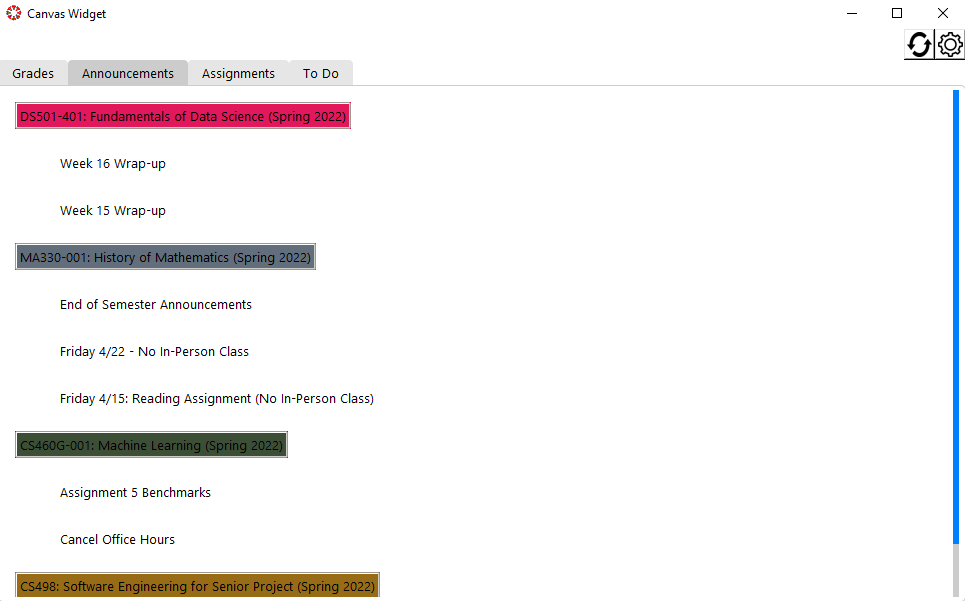 Canvas Widget
Grades Announcements Assignments To Do
DS501-401: Fundamentals of Data Science (Spring 2022)
Week 16 Wrap-up
Week 15 Wrap-up
MA330-001: History of Mathematics (Spring 2022)
End of Semester Announcements
Friday 4/22 - No In-Person Class
Friday 4/15: Reading Assignment (No In-Person Class)
CS460G-001: Machine Learning (Spring 2022)
Assignment 5 Benchmarks
Cancel Office Hours
CS498: Software Engineering for Senior Project (Spring 2022)